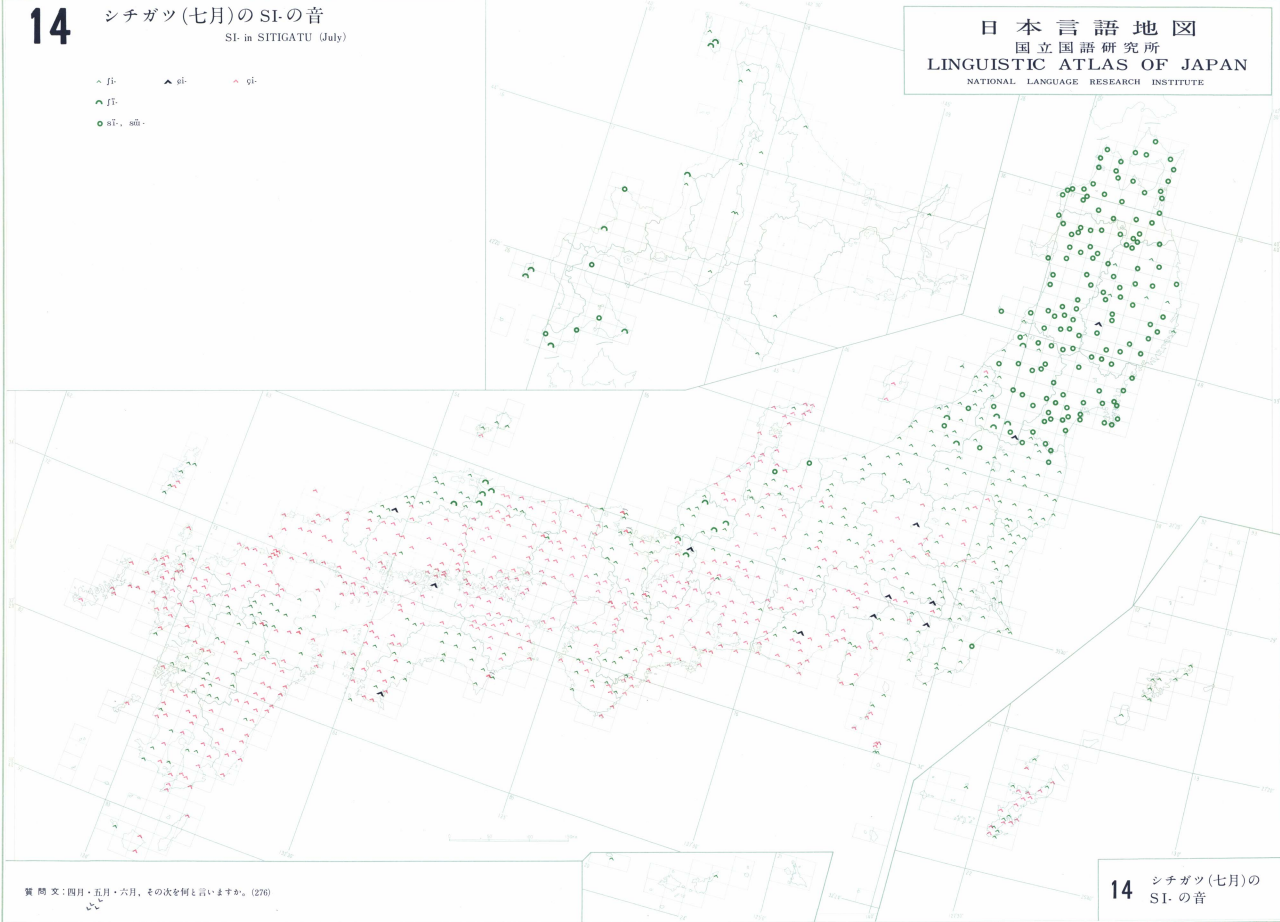 14
シチガツ(七月)のSI-の音
SI- in SITIGATU (July)
ʃi- ɕi- çi-
ʃï-
sï-, sɯ̈-
日本言語地図
国立国語研究所
LINGUISTIC ATLAS OF JAPAN
NATIONAL LANGUAGE RESEARCH INSTITUTE
質問文:四月・五月・六月,その次を何と言いますか。(276)
14
シチガツ(七月)の
SI- の音